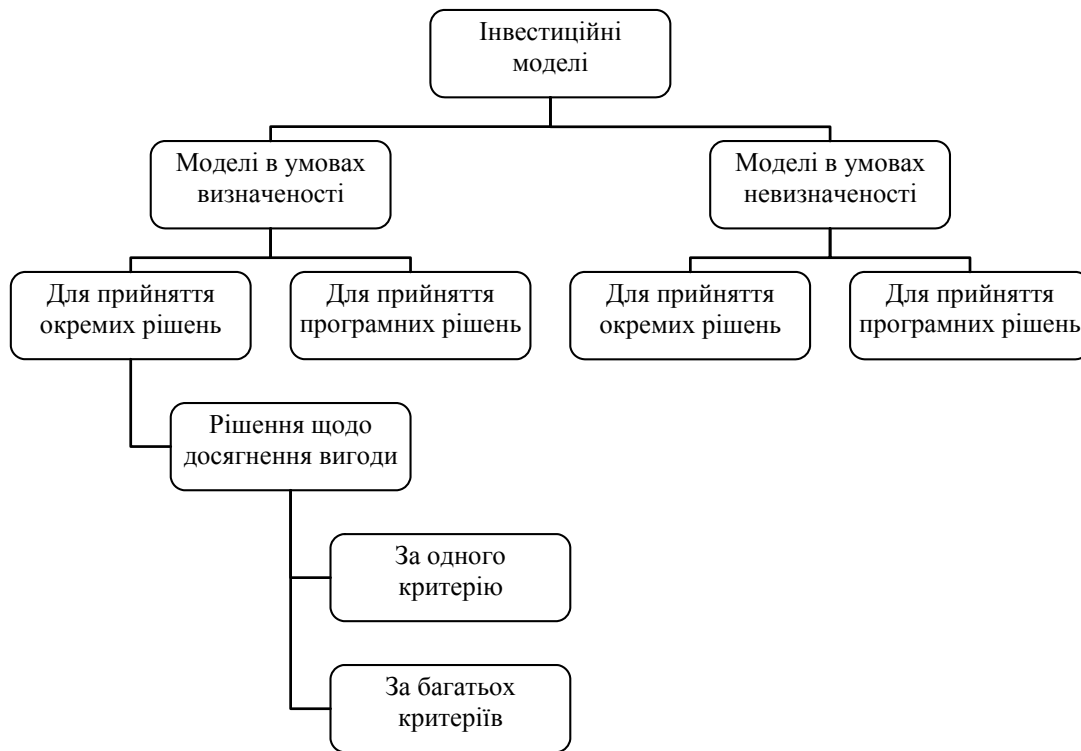 Інвестиційні
моделі
Моделі в умовах
визначеності
Моделі в умовах
невизначеності
Для прийняття
окремих рішень
Для прийняття
програмних рішень
Для прийняття
окремих рішень
Для прийняття
програмних рішень
Рішення щодо
досягнення вигоди
За одного
критерію
За багатьох
критеріїв